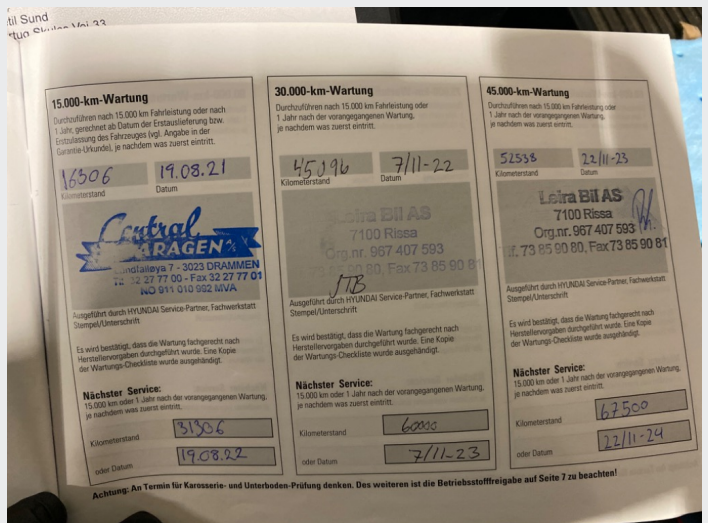 til Sund
15.000-km-Wartung
Durchzuführen nach 15.000 km Fahrleistung oder nach
1 Jahr, gerechnet ab Datum der Erstauslieferung bzw.
Erstzulassung des Fahrzeuges (vgl. Angabe in der
Garantie-Urkunde), je nachdem was zuerst eintritt.
16306 19.08.21
Kilometerstand Datum
Central
GARAGEN
7 - 3023 DRAMMEN
32 27 77 00 - Fax 32 27 77 01
NO 911 010 992 MVA
Ausgeführt durch HYUNDAI Service-Partner, Fachwerkstatt
Stempel/Unterschrift
Es wird bestätigt, dass die Wartung fachgerecht nach
Herstellervorgaben durchgeführt wurde. Eine Kopie
der Wartungs-Checkliste wurde ausgehändigt.
Nächster Service:
15.000 km oder 1 Jahr nach der vorangegangenen Wartung,
je nachdem was zuerst eintritt.
Kilometerstand 31306
oder Datum 19.08.22
30.000-km-Wartung
Durchzuführen nach 15.000 km Fahrleistung oder
1 Jahr nach der vorangegangenen Wartung,
je nachdem was zuerst eintritt.
45096 7/11-22
Kilometerstand Datum
Leira Bil AS
7100 Rissa
Org.nr. 967 407 593
73 85 90 80, Fax 73 85 90 81
JTB
Ausgeführt durch HYUNDAI Service-Partner, Fachwerkstatt
Stempel/Unterschrift
Es wird bestätigt, dass die Wartung fachgerecht nach
Herstellervorgaben durchgeführt wurde. Eine Kopie
der Wartungs-Checkliste wurde ausgehändigt.
Nächster Service:
15.000 km oder 1 Jahr nach der vorangegangenen Wartung,
je nachdem was zuerst eintritt.
Kilometerstand 60000
oder Datum 7/11-23
45.000-km-Wartung
Durchzuführen nach 15.000 km Fahrleistung oder
1 Jahr nach der vorangegangenen Wartung,
je nachdem was zuerst eintritt.
52538 22/11-23
Kilometerstand Datum
Leira Bil AS
7100 Rissa
Org.nr. 967 407 593
73 85 90 80, Fax 73 85 90 81
Ausgeführt durch HYUNDAI Service-Partner, Fachwerkstatt
Stempel/Unterschrift
Es wird bestätigt, dass die Wartung fachgerecht nach
Herstellervorgaben durchgeführt wurde. Eine Kopie
der Wartungs-Checkliste wurde ausgehändigt.
Nächster Service:
15.000 km oder 1 Jahr nach der vorangegangenen Wartung,
je nachdem was zuerst eintritt.
Kilometerstand 67500
oder Datum 22/11-24
Achtung: An Termin für Karosserie- und Unterboden-Prüfung denken. Des weiteren ist die Betriebsstofffreigabe auf Seite 7 zu beachten!